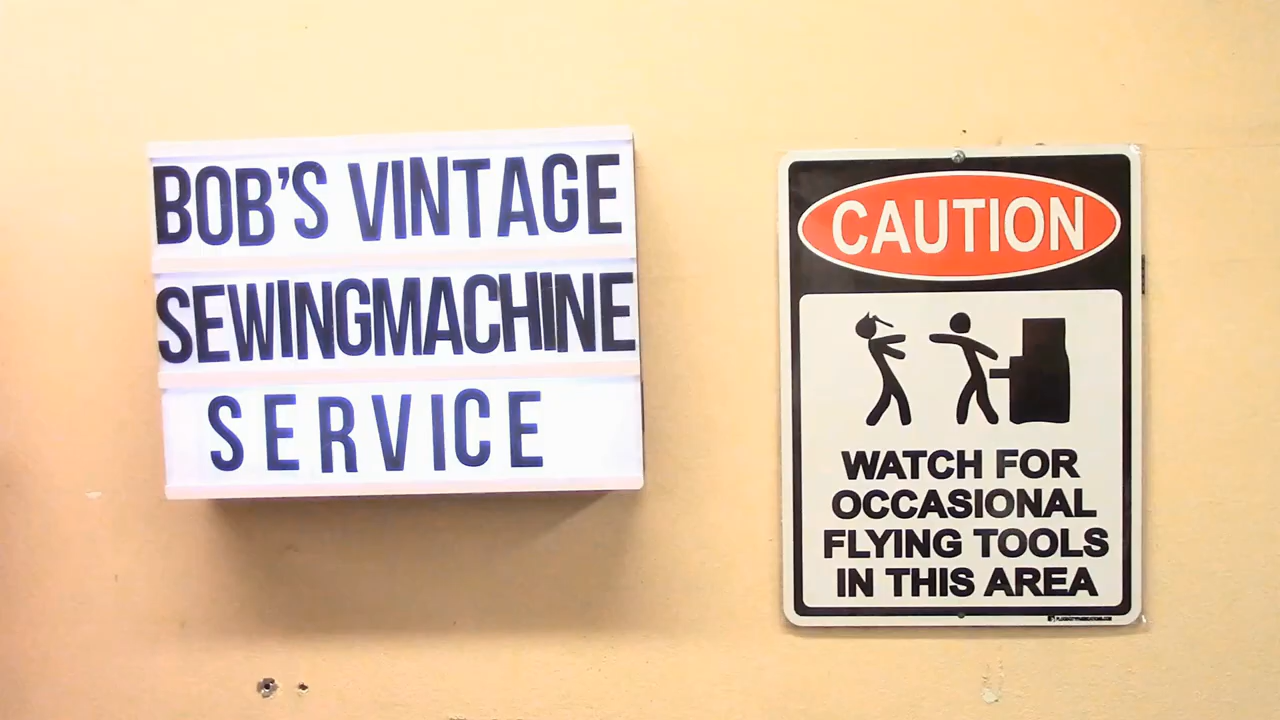 BOB'S VINTAGE
SEWINGMACHINE
SERVICE
CAUTION
WATCH FOR
OCCASIONAL
FLYING TOOLS
IN THIS AREA